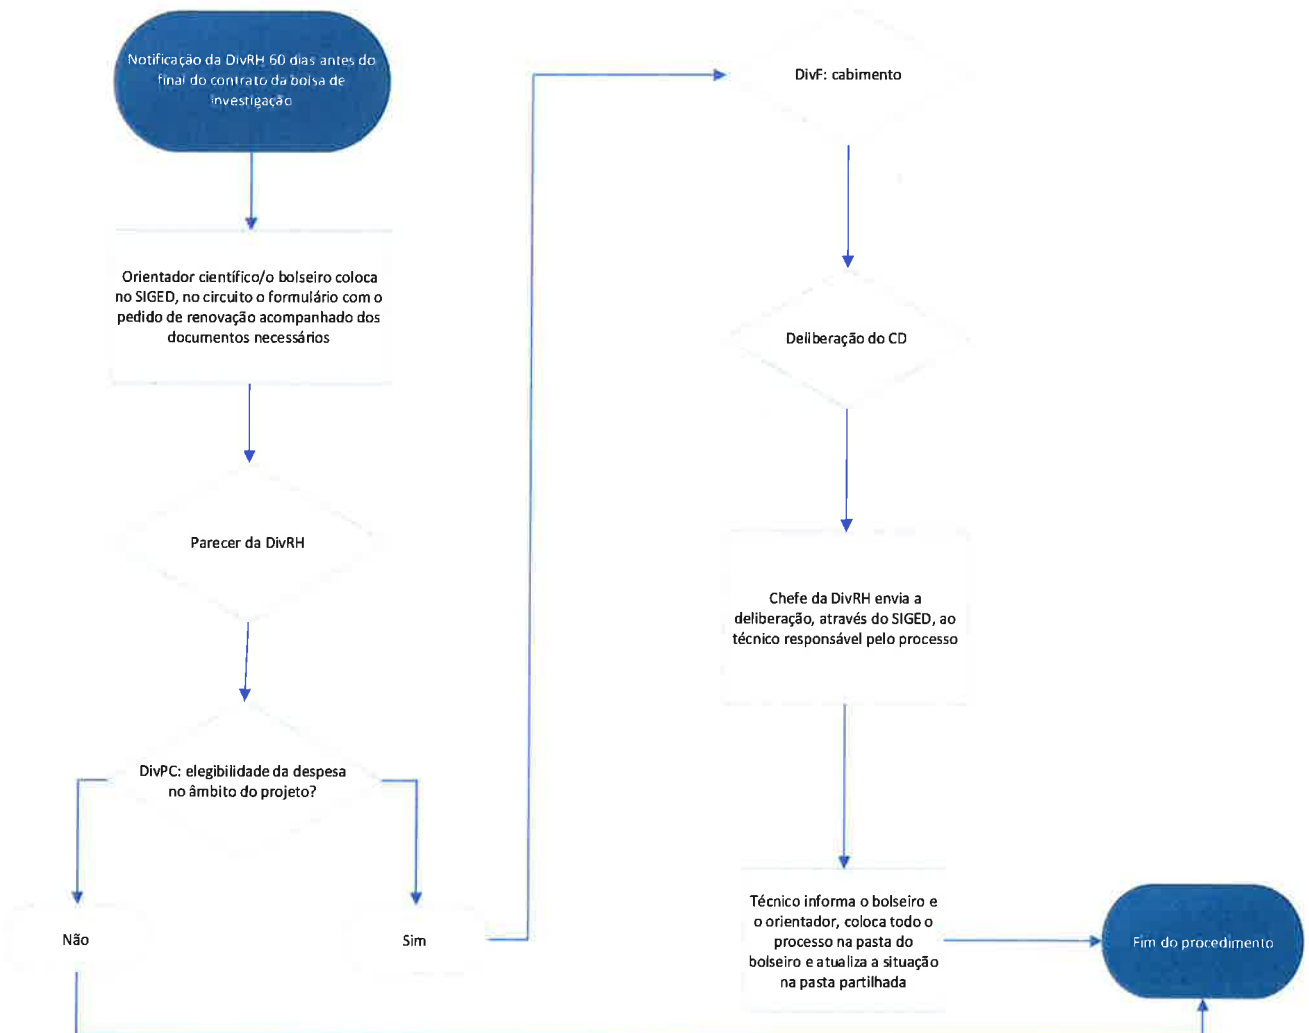 Notificação da DivRH 60 dias antes do
final do contrato da bolsa de
investigação
Orientador científico/o bolseiro coloca
no SIGED, no circuito o formulário com o
pedido de renovação acompanhado dos
documentos necessários
Parecer da DivRH
DivPC: elegibilidade da despesa
no âmbito do projeto?
Não
Sim
DivF: cabimento
Deliberação do CD
Chefe da DivRH envia a
deliberação, através do SIGED, ao
técnico responsável pelo processo
Técnico informa o bolseiro e
o orientador, coloca todo o
processo na pasta do
bolseiro e atualiza a situação
na pasta partilhada
Fim do procedimento